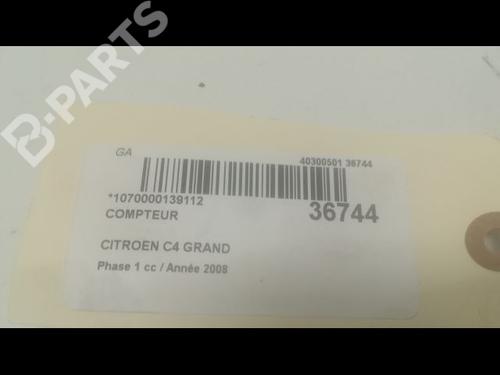 B-PARTS
GA
40300501 36744
*1070000139112
36744
COMPTEUR
CITROEN C4 GRAND
Phase 1 cc / Année 2008